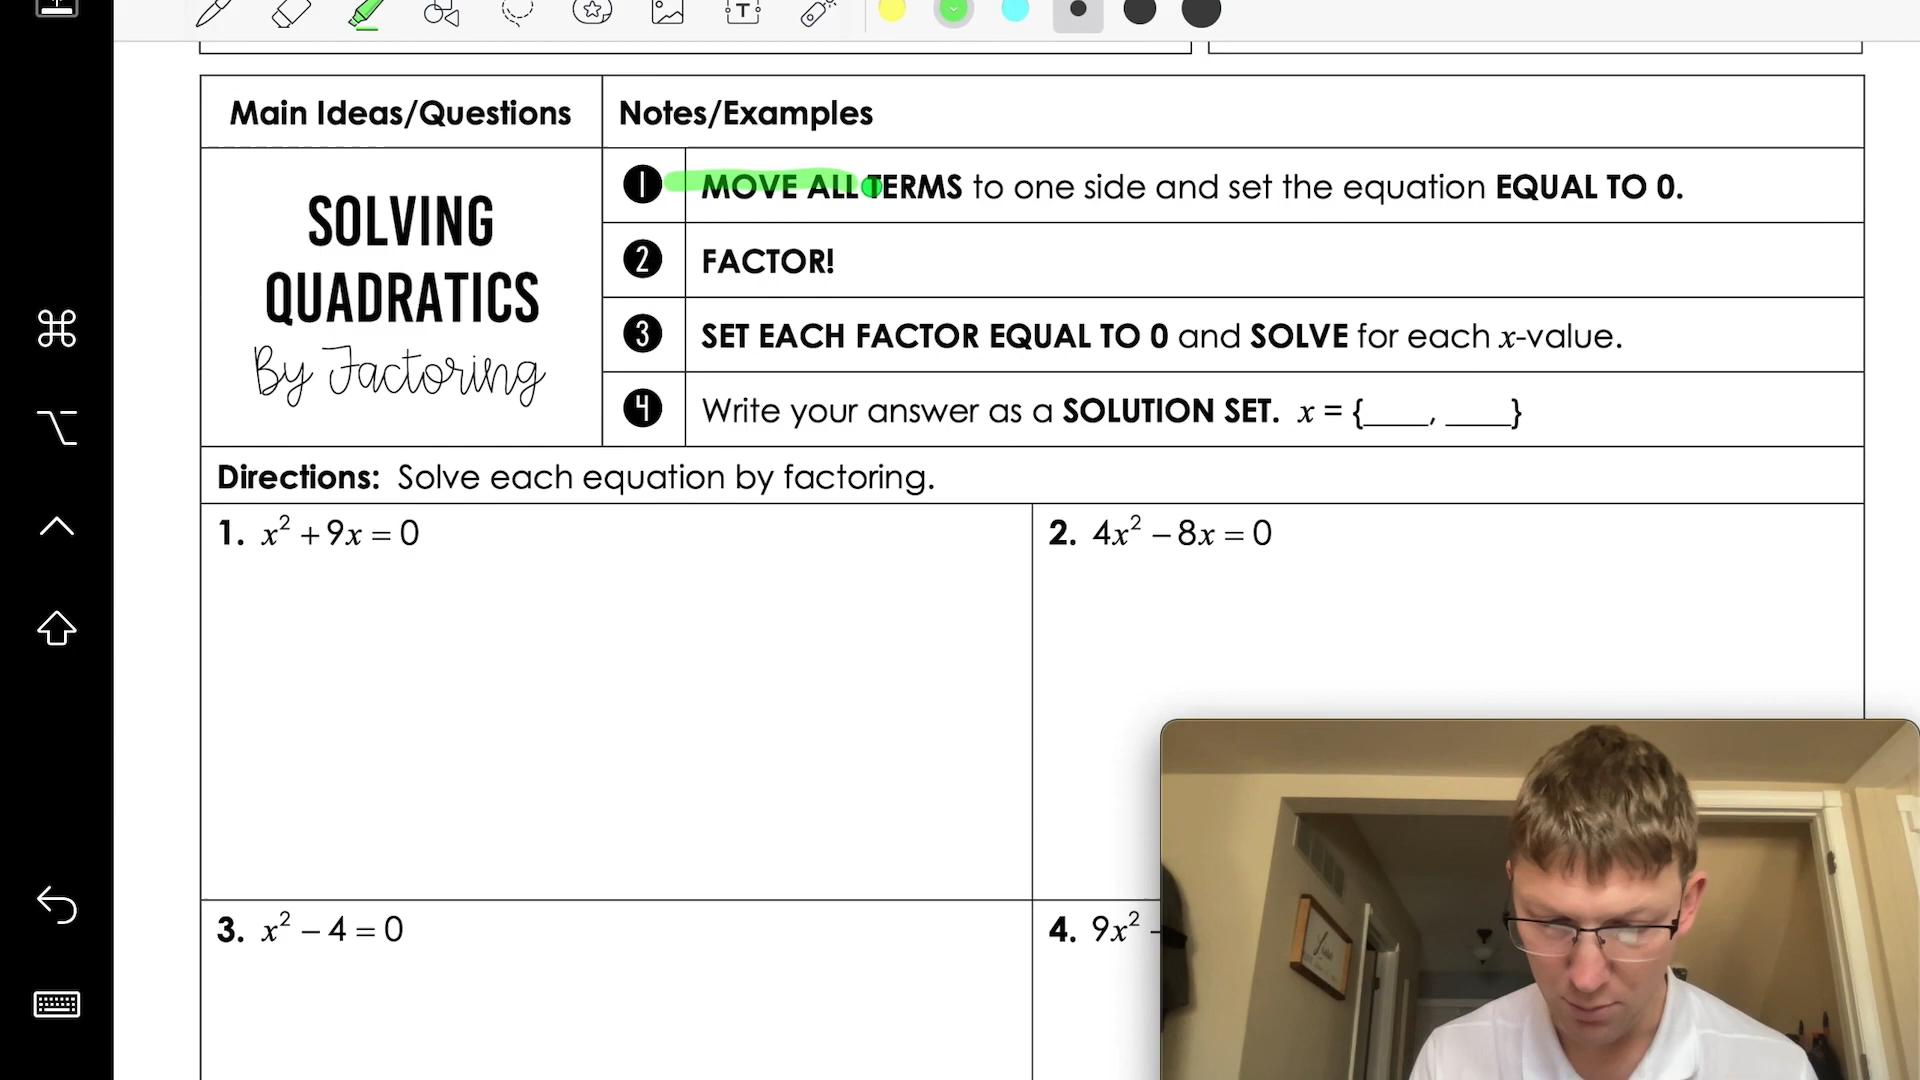 T
Main Ideas/Questions
Notes/Examples
SOLVING
QUADRATICS
By Factoring
1 MOVE ALL TERMS to one side and set the equation EQUAL TO 0.
2 FACTOR!
3 SET EACH FACTOR EQUAL TO 0 and SOLVE for each x-value.
4 Write your answer as a SOLUTION SET. x = {____, ____}
Directions: Solve each equation by factoring.
1. x² + 9x = 0
2. 4x² – 8x = 0
3. x² – 4 = 0
4. 9x² -